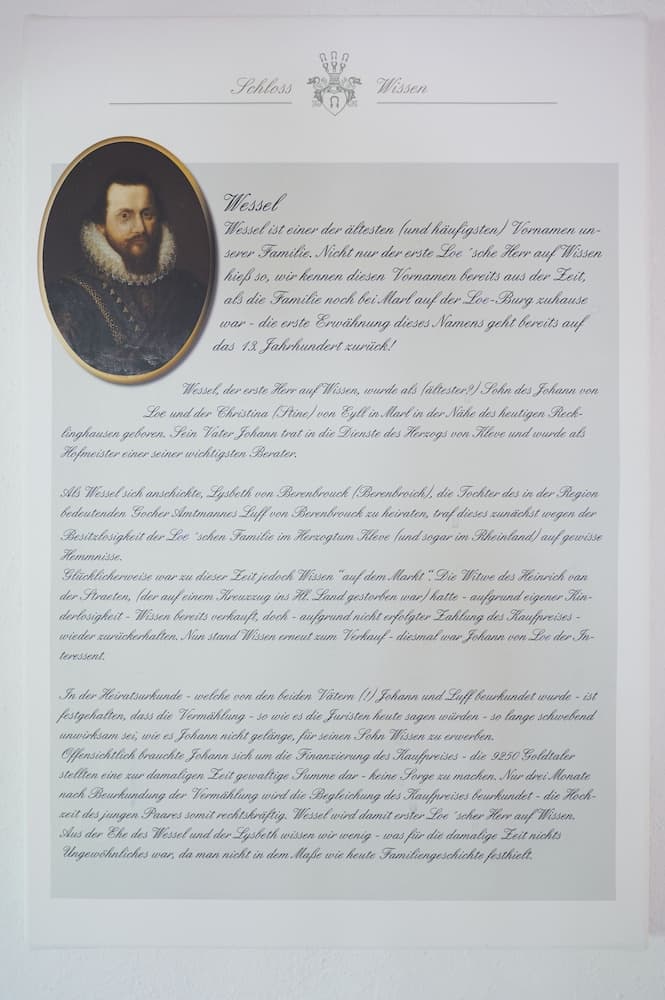 Schloss Wissen
Wessel
Wessel ist einer der ältesten (und häufigsten) Vornamen un-
serer Familie. Nicht nur der erste Loe´sche Herr auf Wissen
hieß so, wir kennen diesen Vornamen bereits aus der Zeit,
als die Familie noch bei Marl auf der Loe-Burg zuhause
war - die erste Erwähnung dieses Namens geht bereits auf
das 13. Jahrhundert zurück!
Wessel, der erste Herr auf Wissen, wurde als (ältester?) Sohn des Johann von
Loe und der Christina (Stine) von Eyll in Marl in der Nähe des heutigen Reck-
linghausen geboren. Sein Vater Johann trat in die Dienste des Herzogs von Kleve und wurde als
Hofmeister einer seiner wichtigsten Berater.
Als Wessel sich anschickte, Lysbeth von Berenbrouck (Berenbroich), die Tochter des in der Region
bedeutenden Gocher Amtmannes Luff von Berenbrouck zu heiraten, traf dieses zunächst wegen der
Besitzlosigkeit der Loe´schen Familie im Herzogtum Kleve (und sogar im Rheinland) auf gewisse
Hemmnisse.
Glücklicherweise war zu dieser Zeit jedoch Wissen "auf dem Markt". Die Witwe des Heinrich van
der Straeten, (der auf einem Kreuzzug ins Hl. Land gestorben war) hatte - aufgrund eigener Kin-
derlosigkeit - Wissen bereits verkauft, doch - aufgrund nicht erfolgter Zahlung des Kaufpreises -
wieder zurückerhalten. Nun stand Wissen erneut zum Verkauf - diesmal war Johann von Loe der In-
teressent.
In der Heiratsurkunde - welche von den beiden Vätern (!) Johann und Luff beurkundet wurde - ist
festgehalten, dass die Vermählung - so wie es die Juristen heute sagen würden - so lange schwebend
unwirksam sei, wie es Johann nicht gelänge, für seinen Sohn Wissen zu erwerben.
Offensichtlich brauchte Johann sich um die Finanzierung des Kaufpreises - die 9250 Goldtaler
stellten eine zur damaligen Zeit gewaltige Summe dar - keine Sorge zu machen. Nur drei Monate
nach Beurkundung der Vermählung wird die Begleichung des Kaufpreises beurkundet - die Hoch-
zeit des jungen Paares somit rechtskräftig. Wessel wird damit erster Loe´scher Herr auf Wissen.
Aus der Ehe des Wessel und der Lysbeth wissen wir wenig - was für die damalige Zeit nichts
Ungewöhnliches war, da man nicht in dem Maße wie heute Familiengeschichte festhielt.